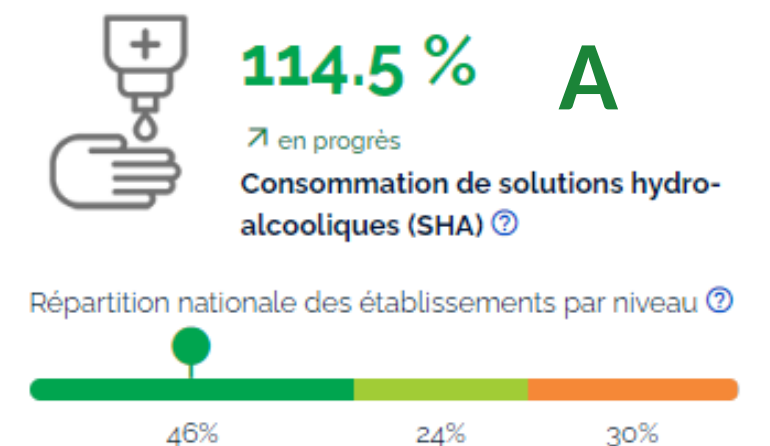 114.5 % A
↗ en progrès
Consommation de solutions hydro-
alcooliques (SHA) ?
Répartition nationale des établissements par niveau ?
46% 24% 30%